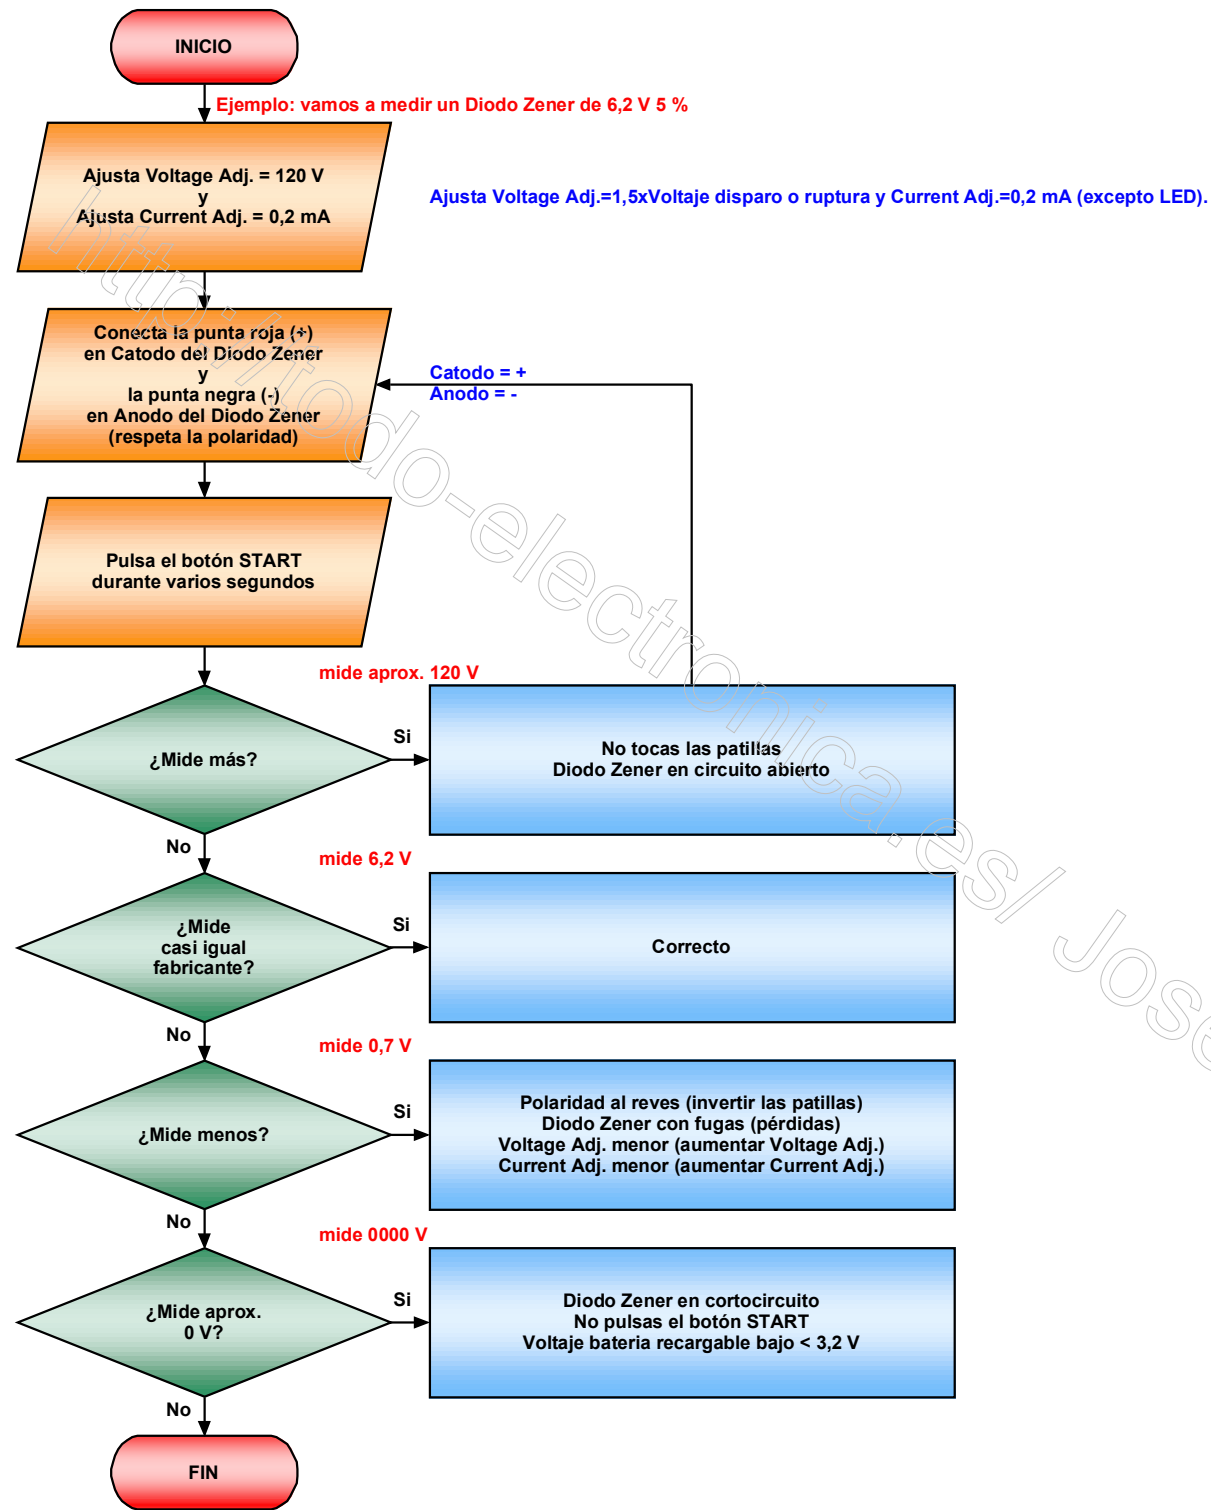 INICIO
Ejemplo: vamos a medir un Diodo Zener de 6,2 V 5 %
Ajusta Voltage Adj. = 120 V
y
Ajusta Current Adj. = 0,2 mA
Ajusta Voltage Adj.=1,5xVoltaje disparo o ruptura y Current Adj.=0,2 mA (excepto LED).
Conecta la punta roja (+)
en Catodo del Diodo Zener
y
la punta negra (-)
en Anodo del Diodo Zener
(respeta la polaridad)
Catodo = +
Anodo = -
Pulsa el botón START
durante varios segundos
mide aprox. 120 V
¿Mide más?
Si
No tocas las patillas
Diodo Zener en circuito abierto
No
mide 6,2 V
¿Mide
casi igual
fabricante?
Si
Correcto
No
mide 0,7 V
¿Mide menos?
Si
Polaridad al reves (invertir las patillas)
Diodo Zener con fugas (pérdidas)
Voltage Adj. menor (aumentar Voltage Adj.)
Current Adj. menor (aumentar Current Adj.)
No
mide 0000 V
¿Mide aprox.
0 V?
Si
Diodo Zener en cortocircuito
No pulsas el botón START
Voltaje bateria recargable bajo < 3,2 V
No
FIN
http://todo-electronica.es/ Jose